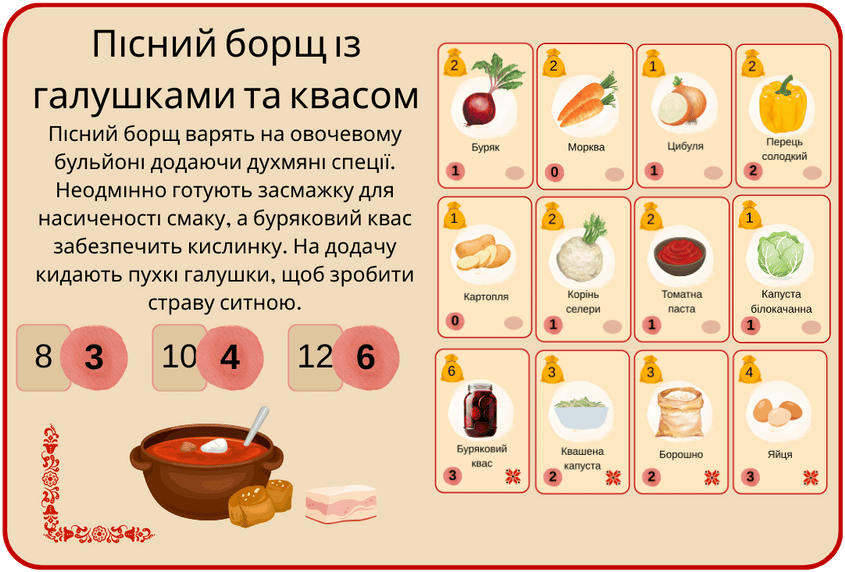 Пісний борщ із
галушками та квасом
Пісний борщ варять на овочевому
бульйоні додаючи духмяні спеції.
Неодмінно готують засмажку для
насиченості смаку, а буряковий квас
забезпечить кислинку. На додачу
кидають пухкі галушки, щоб зробити
страву ситною.
8 3 10 4 12 6
2
Буряк
1
2
Морква
0
1
Цибуля
1
2
Перець
солодкий
2
1
Картопля
0
2
Корінь
селери
1
2
Томатна
паста
1
1
Капуста
білокачанна
1
6
Буряковий
квас
3
3
Квашена
капуста
2
3
Борошно
2
4
Яйця
3